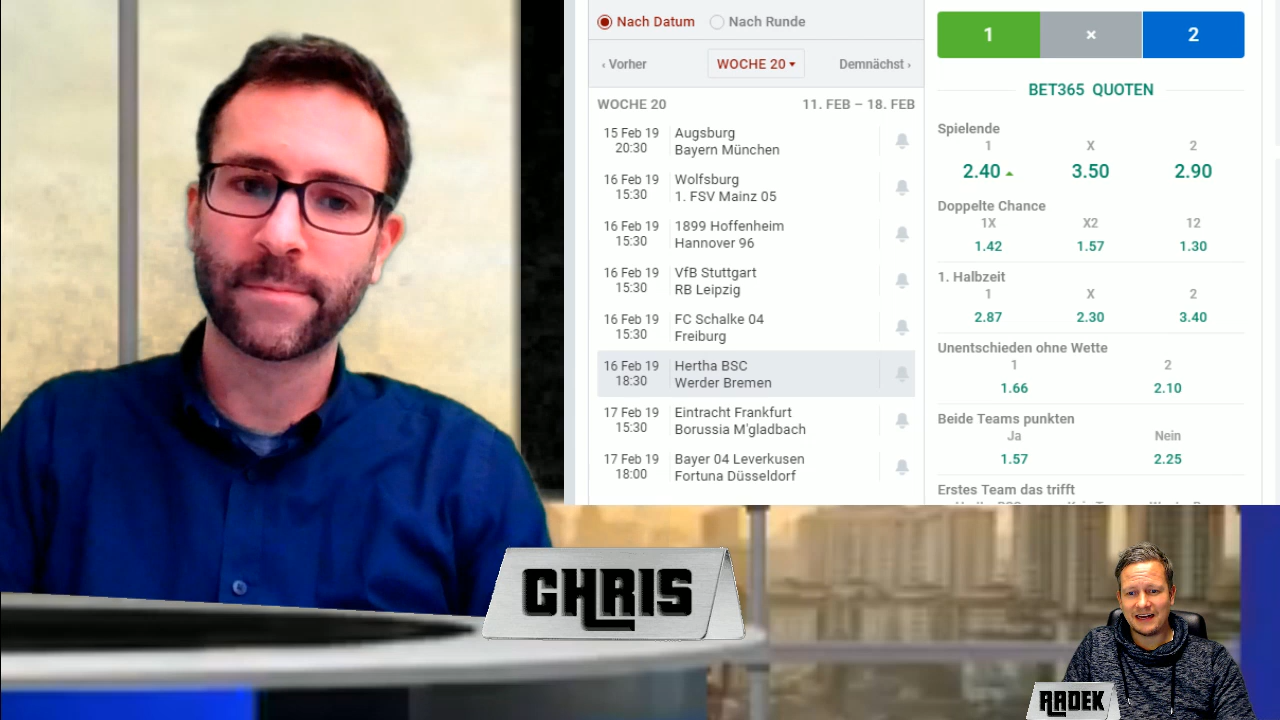 Nach Datum
Nach Runde
‹ Vorher
WOCHE 20
Demnächst ›
WOCHE 20
11. FEB – 18. FEB
15 Feb 19
20:30
Augsburg
Bayern München
16 Feb 19
15:30
Wolfsburg
1. FSV Mainz 05
16 Feb 19
15:30
1899 Hoffenheim
Hannover 96
16 Feb 19
15:30
VfB Stuttgart
RB Leipzig
16 Feb 19
15:30
FC Schalke 04
Freiburg
16 Feb 19
18:30
Hertha BSC
Werder Bremen
17 Feb 19
15:30
Eintracht Frankfurt
Borussia M'gladbach
17 Feb 19
18:00
Bayer 04 Leverkusen
Fortuna Düsseldorf
1 × 2
BET365 QUOTEN
Spielende
1 X 2
2.40 3.50 2.90
Doppelte Chance
1X X2 12
1.42 1.57 1.30
1. Halbzeit
1 X 2
2.87 2.30 3.40
Unentschieden ohne Wette
1 2
1.66 2.10
Beide Teams punkten
Ja Nein
1.57 2.25
Erstes Team das trifft
CHRIS
RADEK